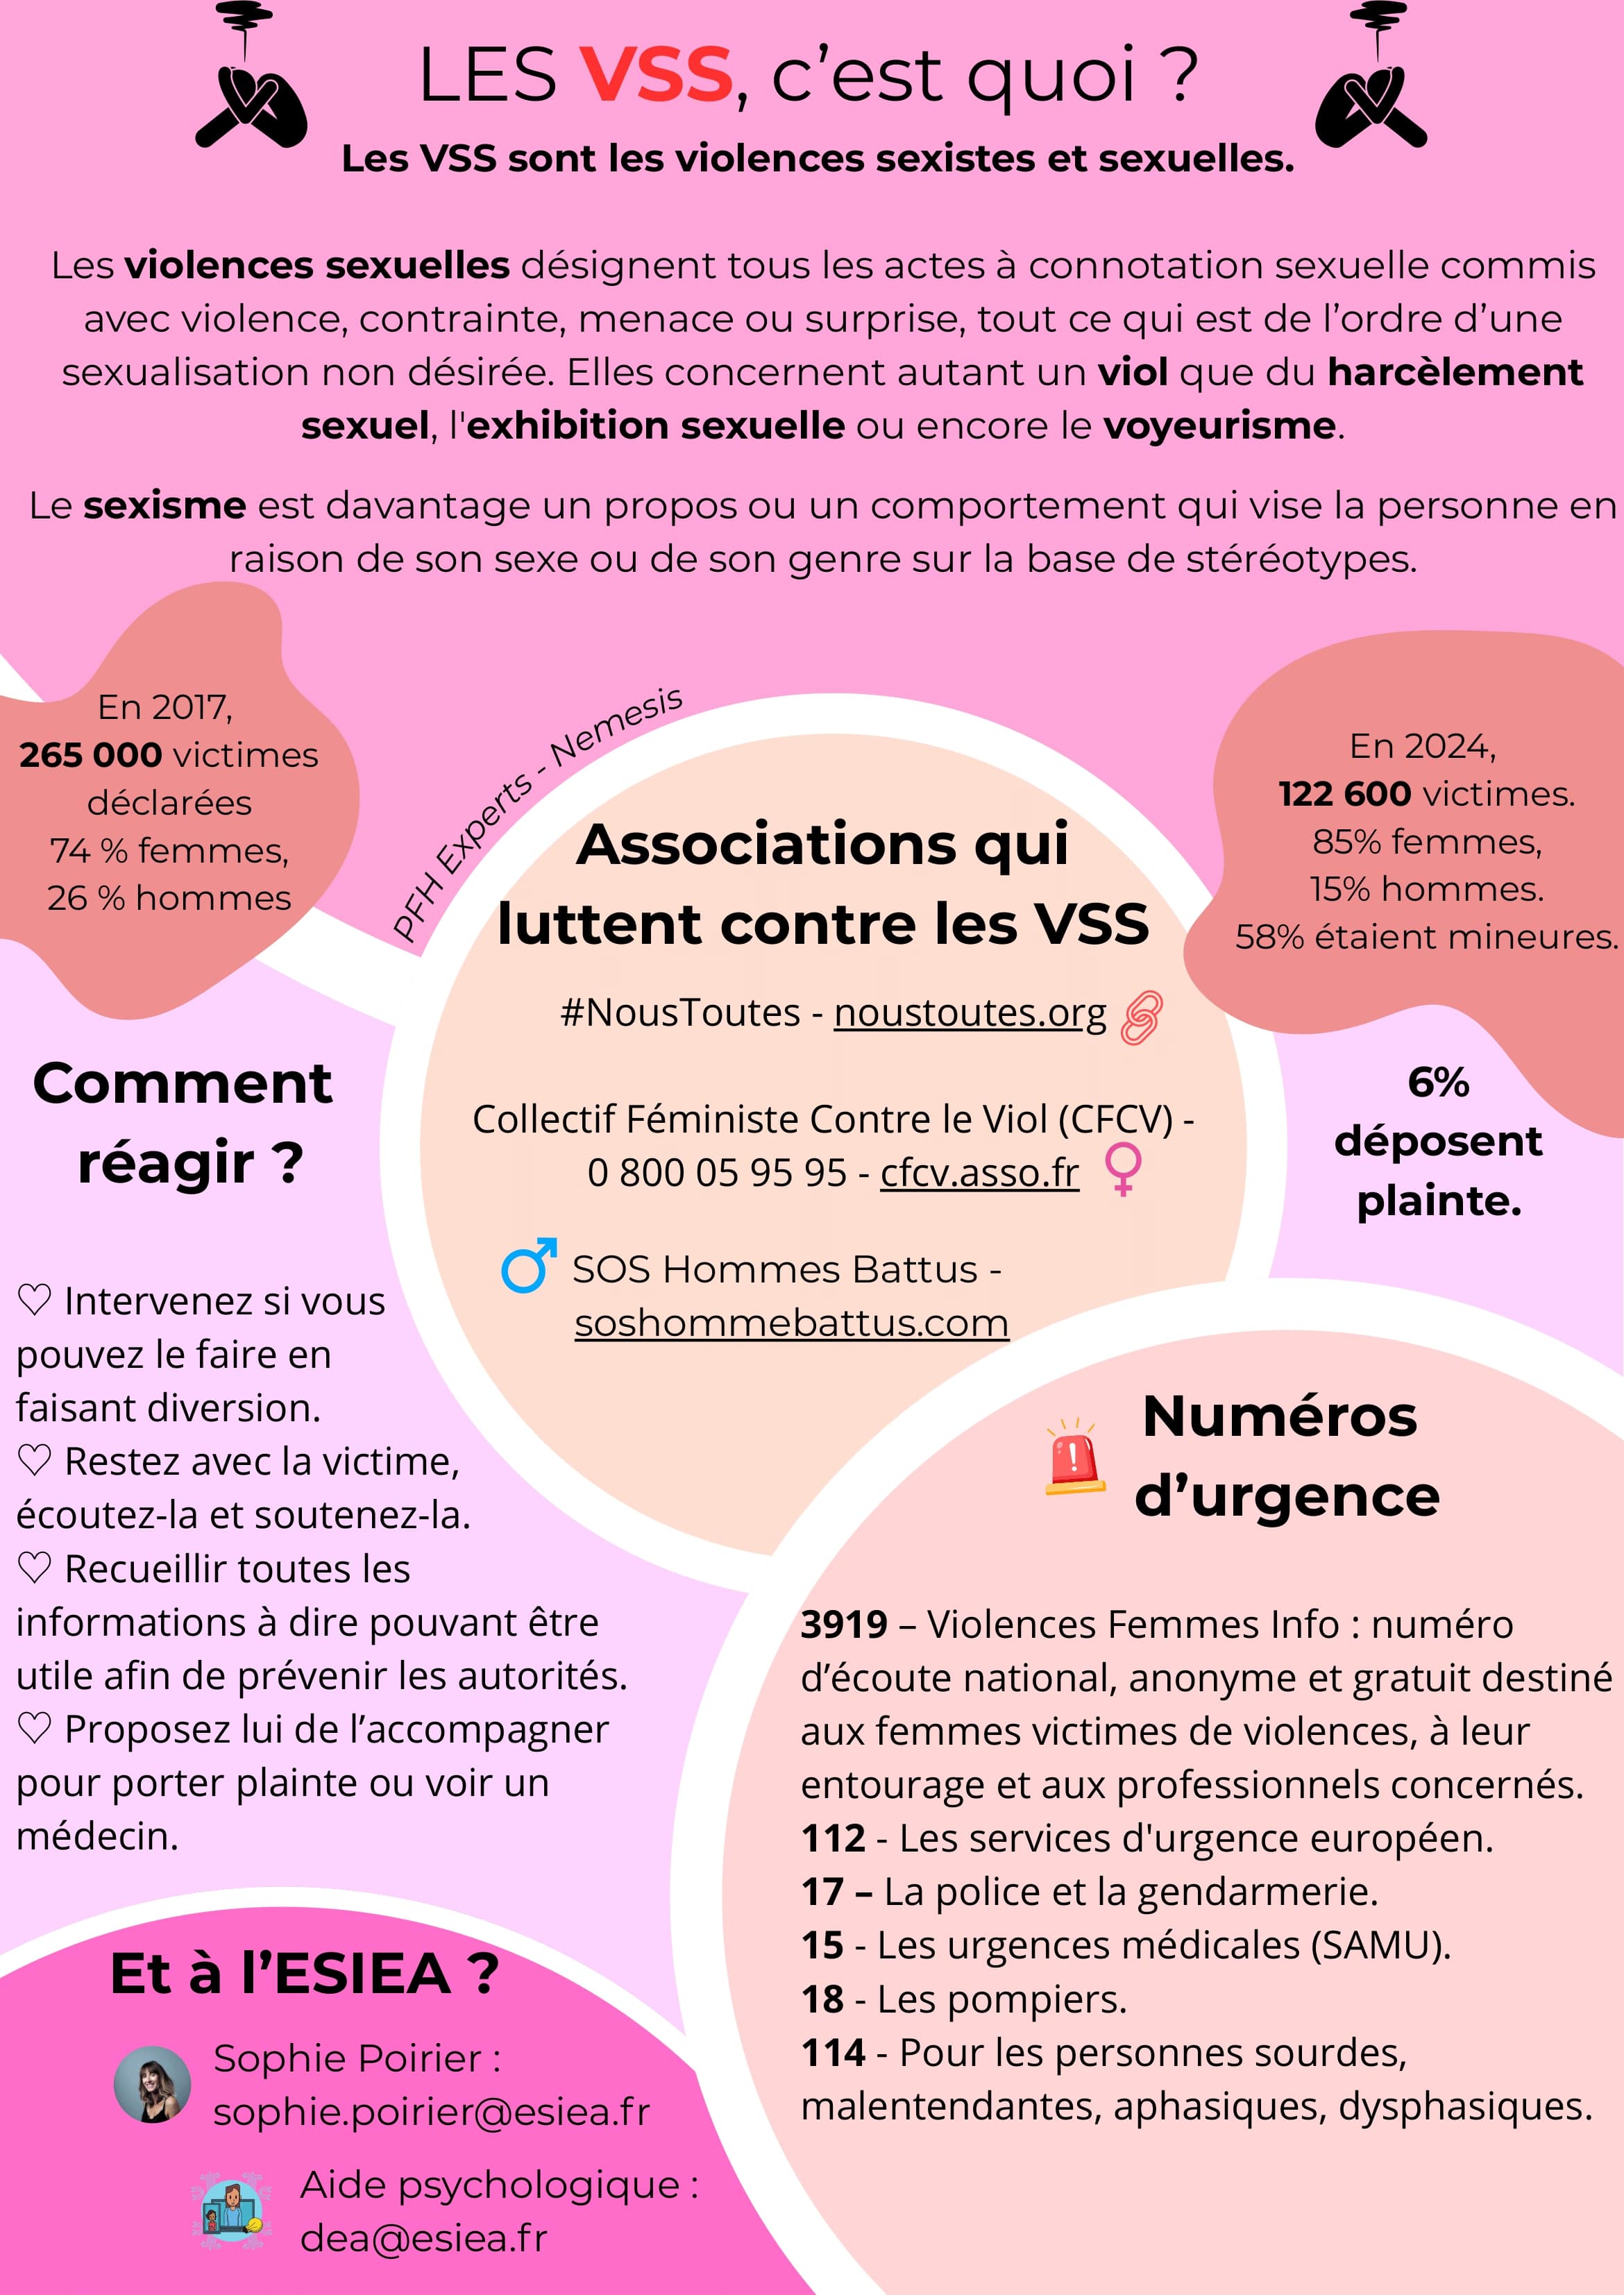 LES VSS, c’est quoi ?
Les VSS sont les violences sexistes et sexuelles.
Les violences sexuelles désignent tous les actes à connotation sexuelle commis
avec violence, contrainte, menace ou surprise, tout ce qui est de l’ordre d’une
sexualisation non désirée. Elles concernent autant un viol que du harcèlement
sexuel, l'exhibition sexuelle ou encore le voyeurisme.
Le sexisme est davantage un propos ou un comportement qui vise la personne en
raison de son sexe ou de son genre sur la base de stéréotypes.
En 2017,
265 000 victimes
déclarées
74 % femmes,
26 % hommes
PFH Experts - Nemesis
En 2024,
122 600 victimes.
85% femmes,
15% hommes.
58% étaient mineures.
6%
déposent
plainte.
Associations qui
luttent contre les VSS
#NousToutes - noustoutes.org
Collectif Féministe Contre le Viol (CFCV) -
0 800 05 95 95 - cfcv.asso.fr
SOS Hommes Battus -
soshommebattus.com
Comment
réagir ?
♡ Intervenez si vous
pouvez le faire en
faisant diversion.
♡ Restez avec la victime,
écoutez-la et soutenez-la.
♡ Recueillir toutes les
informations à dire pouvant être
utile afin de prévenir les autorités.
♡ Proposez lui de l’accompagner
pour porter plainte ou voir un
médecin.
Numéros
d’urgence
3919 – Violences Femmes Info : numéro
d’écoute national, anonyme et gratuit destiné
aux femmes victimes de violences, à leur
entourage et aux professionnels concernés.
112 - Les services d'urgence européen.
17 – La police et la gendarmerie.
15 - Les urgences médicales (SAMU).
18 - Les pompiers.
114 - Pour les personnes sourdes,
malentendantes, aphasiques, dysphasiques.
Et à l’ESIEA ?
Sophie Poirier :
sophie.poirier@esiea.fr
Aide psychologique :
dea@esiea.fr